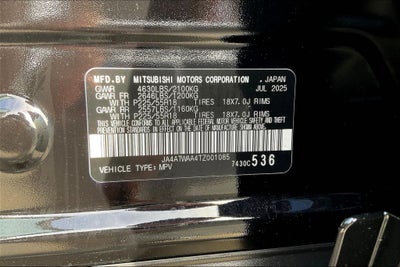 MFD.BY MITSUBISHI MOTORS CORPORATION , JAPAN
GVWR 4630LBS/2100KG JUL 2025
GAWR FR 2646LBS/1200KG
WITH P225/55R18 TIRES 18X7.0J RIMS
GAWR RR 2557LBS/1160KG
WITH P225/55R18 TIRES 18X7.0J RIMS
THIS VEHICLE CONFORMS TO ALL APPLICABLE FEDERAL
MOTOR VEHICLE SAFETY, BUMPER, AND THEFT PREVENTION
STANDARDS IN EFFECT ON THE DATE OF MANUFACTURE SHOWN ABOVE.
JA4ATWAA4TZ001085
VEHICLE TYPE: MPV 7430C536